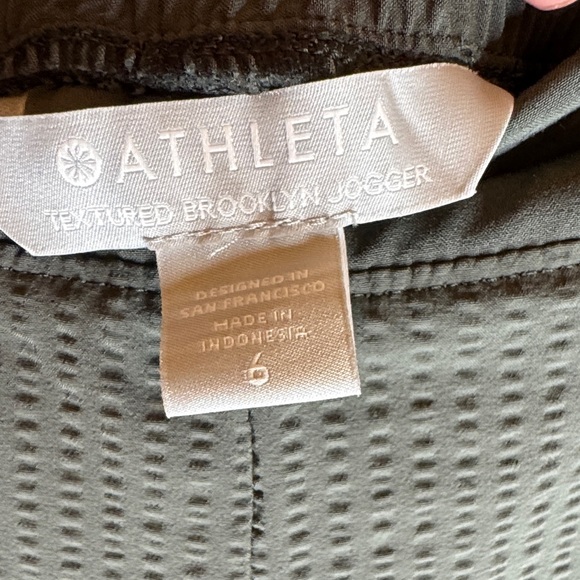 ATHLETA
TEXTURED BROOKLYN JOGGER
DESIGNED IN
SAN FRANCISCO
MADE IN
INDONESIA
6